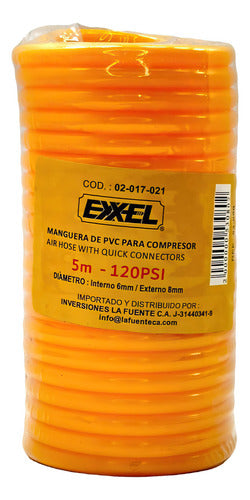 COD. : 02-017-021
EXXEL
MANGUERA DE PVC PARA COMPRESOR
AIR HOSE WITH QUICK CONNECTORS
5m - 120PSI
DIÁMETRO : Interno 6mm / Externo 8mm
IMPORTADO Y DISTRIBUIDO POR :
INVERSIONES LA FUENTE C.A. J-31440341-9
info@lafuenteca.com